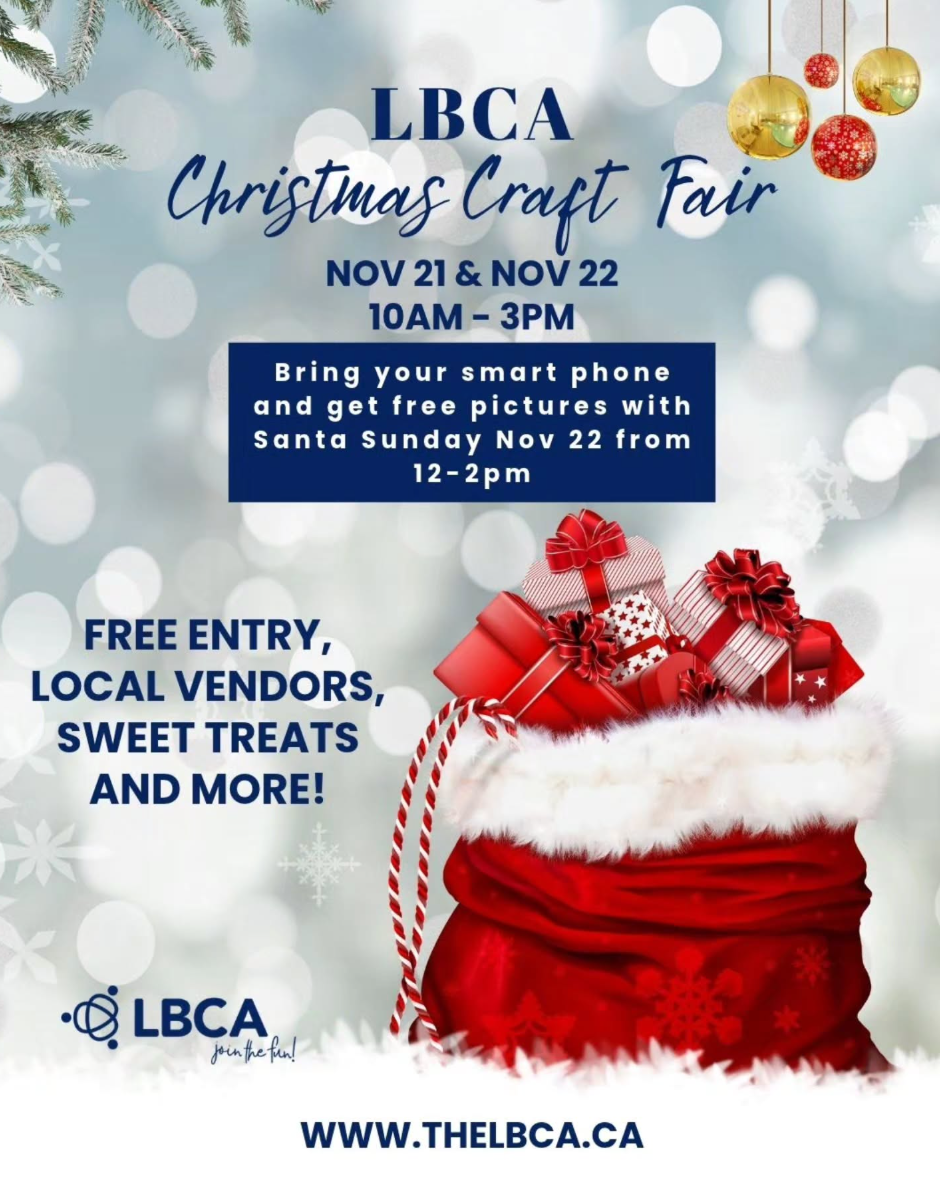 LBCA
Christmas Craft Fair
NOV 21 & NOV 22
10AM – 3PM
Bring your smart phone
and get free pictures with
Santa Sunday Nov 22 from
12-2pm
FREE ENTRY,
LOCAL VENDORS,
SWEET TREATS
AND MORE!
LBCA
join the fun!
WWW.THELBCA.CA